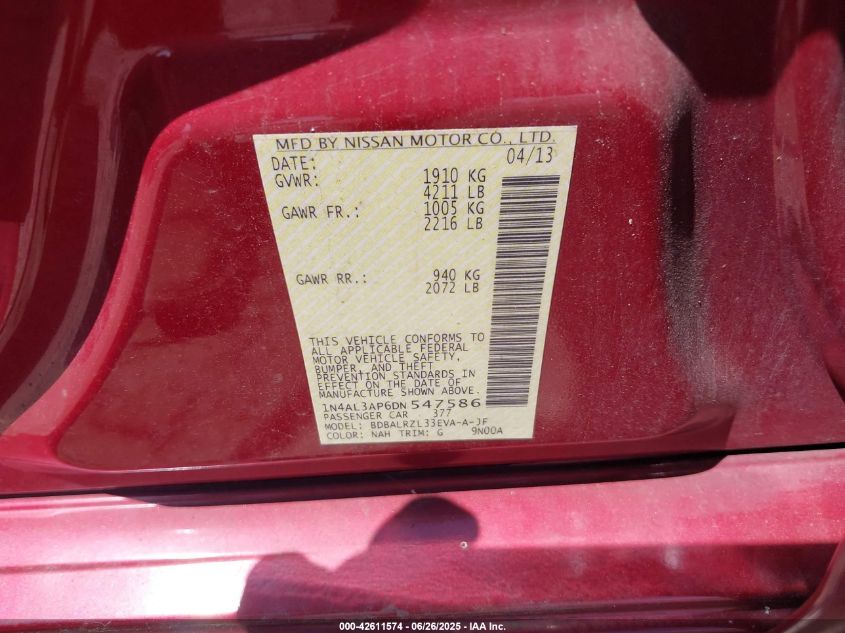 MFD BY NISSAN MOTOR CO., LTD.
DATE: 04/13
GVWR: 1910 KG
4211 LB
GAWR FR.: 1005 KG
2216 LB
GAWR RR.: 940 KG
2072 LB
THIS VEHICLE CONFORMS TO
ALL APPLICABLE FEDERAL
MOTOR VEHICLE SAFETY,
BUMPER, AND THEFT
PREVENTION STANDARDS IN
EFFECT ON THE DATE OF
MANUFACTURE SHOWN ABOVE.
1N4AL3AP6DN547586
PASSENGER CAR 377
MODEL: BDBALRZL33EVA-A-JF
COLOR: NAH TRIM: G 9N00A
000-42611574 | 06/26/2025 - IAA Inc.